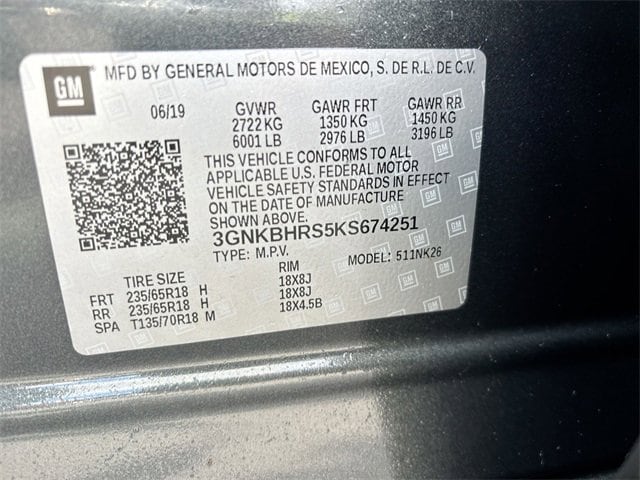 GM MFD BY GENERAL MOTORS DE MEXICO, S. DE R.L. DE C.V.
06/19 GVWR GAWR FRT GAWR RR
2722 KG 1350 KG 1450 KG
6001 LB 2976 LB 3196 LB
THIS VEHICLE CONFORMS TO ALL
APPLICABLE U.S. FEDERAL MOTOR
VEHICLE SAFETY STANDARDS IN EFFECT
ON THE DATE OF MANUFACTURE
SHOWN ABOVE.
3GNKBHRS5KS674251
TYPE: M.P.V. MODEL: 511NK26
TIRE SIZE RIM
FRT 235/65R18 H 18X8J
RR 235/65R18 H 18X8J
SPA T135/70R18 M 18X4.5B